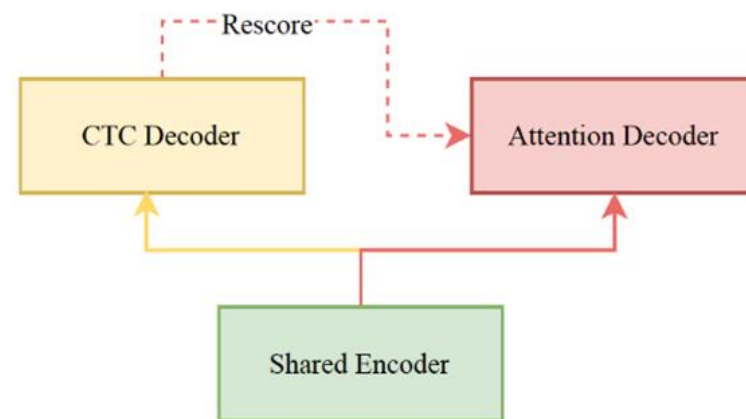 Rescore
CTC Decoder
Attention Decoder
Shared Encoder